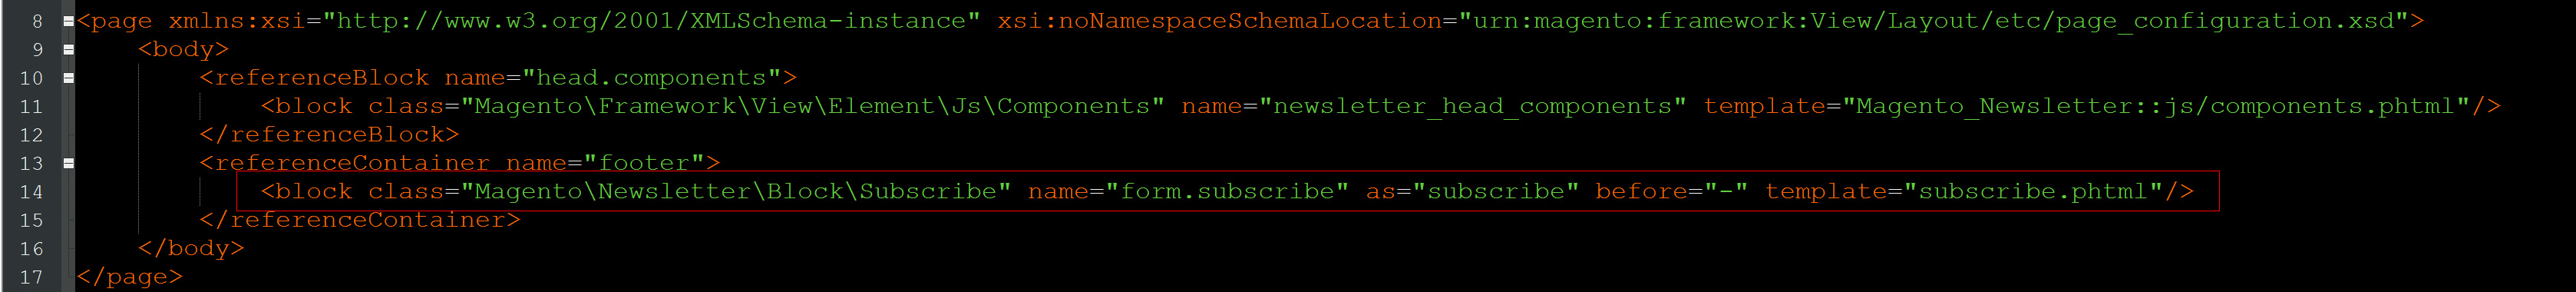 8 <page xmlns:xsi="http://www.w3.org/2001/XMLSchema-instance" xsi:noNamespaceSchemaLocation="urn:magento:framework:View/Layout/etc/page_configuration.xsd">
9     <body>
10         <referenceBlock name="head.components">
11             <block class="Magento\Framework\View\Element\Js\Components" name="newsletter_head_components" template="Magento_Newsletter::js/components.phtml"/>
12         </referenceBlock>
13         <referenceContainer name="footer">
14             <block class="Magento\Newsletter\Block\Subscribe" name="form.subscribe" as="subscribe" before="-" template="subscribe.phtml"/>
15         </referenceContainer>
16     </body>
17 </page>